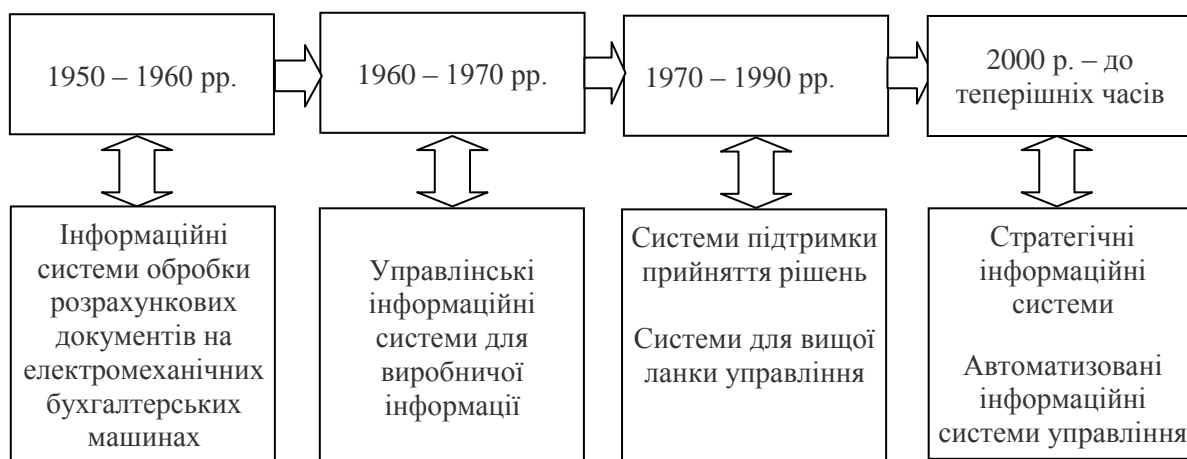 1950 – 1960 рр.
1960 – 1970 рр.
1970 – 1990 рр.
2000 р. – до
теперішніх часів
Інформаційні
системи обробки
розрахункових
документів на
електромеханічних
бухгалтерських
машинах
Управлінські
інформаційні
системи для
виробничої
інформації
Системи підтримки
прийняття рішень
Системи для вищої
ланки управління
Стратегічні
інформаційні
системи
Автоматизовані
інформаційні
системи управління